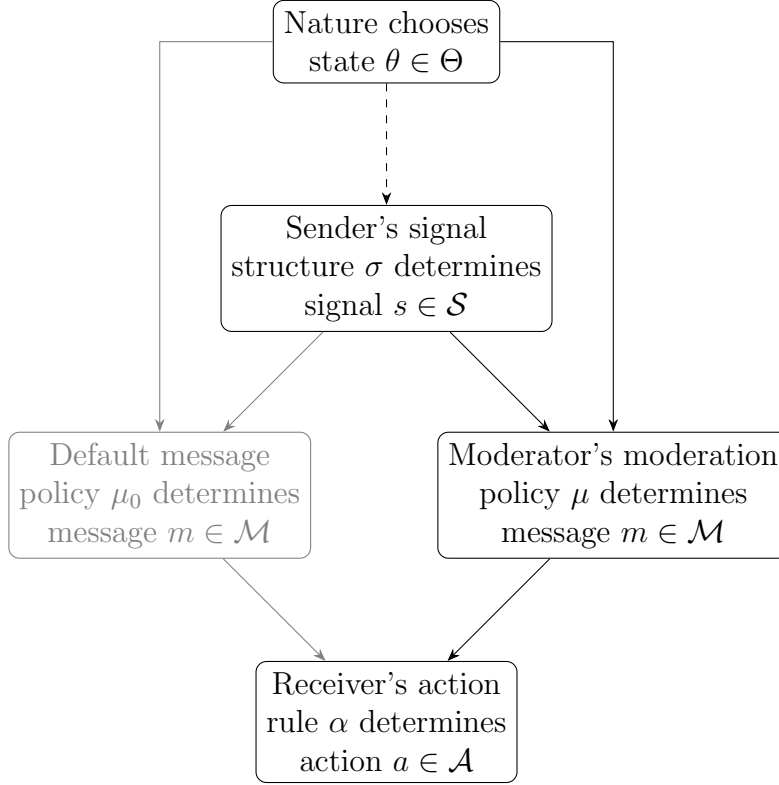 Nature chooses
state θ ∈ Θ
Sender's signal
structure σ determines
signal s ∈ 𝒮
Default message
policy μ₀ determines
message m ∈ ℳ
Moderator's moderation
policy μ determines
message m ∈ ℳ
Receiver's action
rule α determines
action a ∈ 𝒜